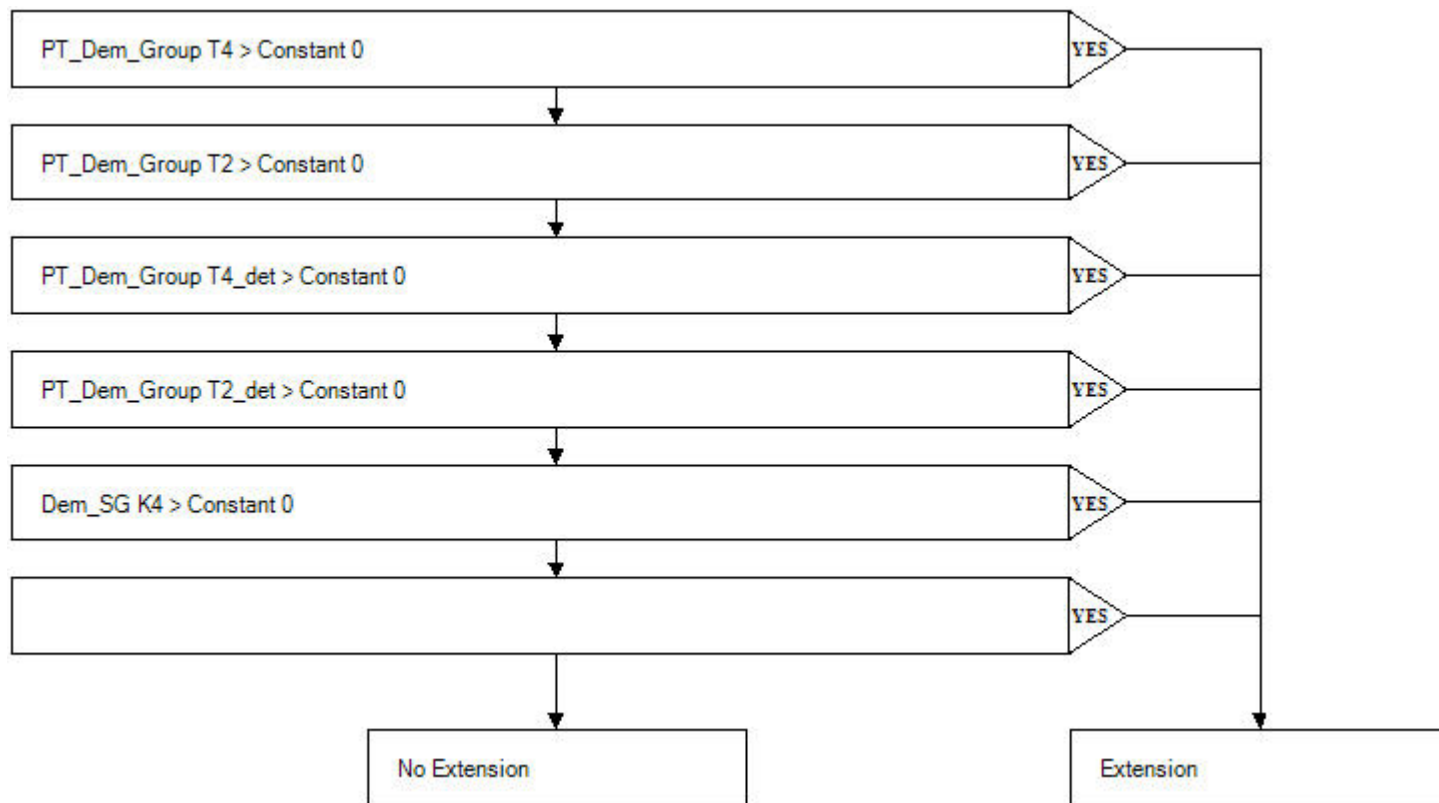 PT_Dem_Group T4 > Constant 0
YES
PT_Dem_Group T2 > Constant 0
YES
PT_Dem_Group T4_det > Constant 0
YES
PT_Dem_Group T2_det > Constant 0
YES
Dem_SG K4 > Constant 0
YES
YES
No Extension
Extension